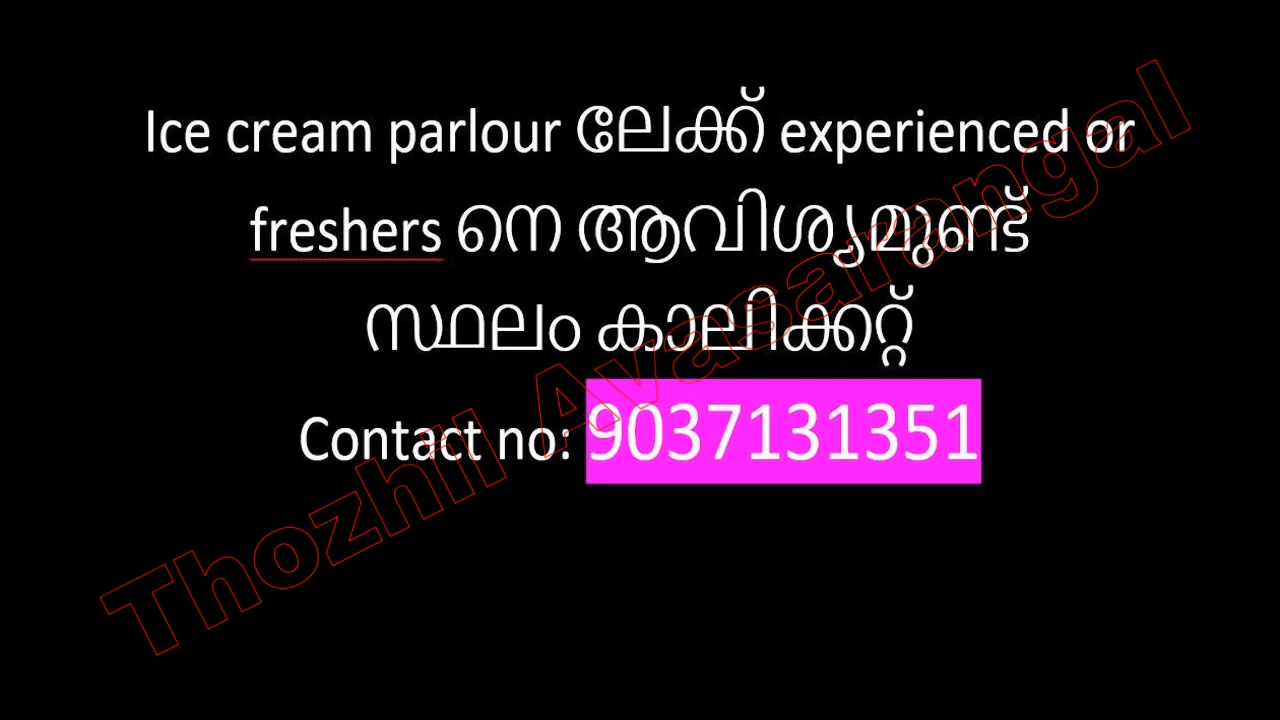 Ice cream parlour ലേക്ക് experienced or
freshers നെ ആവിശ്യമുണ്ട്
സ്ഥലം കാലിക്കറ്റ്
Contact no: 9037131351
Thozhil Avasarangal